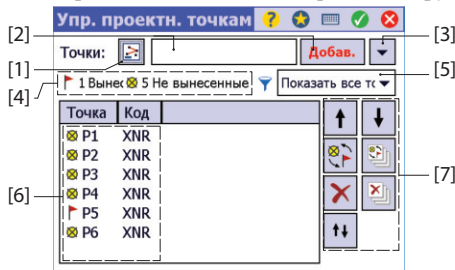 Упр. проектн. точкам ?
[2]
[3]
Точки: Добав.
[1]
[5]
[4]
1 Вынес 5 Не вынесенные Показать все то
Точка Код
P1 XNR
P2 XNR
P3 XNR
P4 XNR
P5 XNR
P6 XNR
[6]
[7]